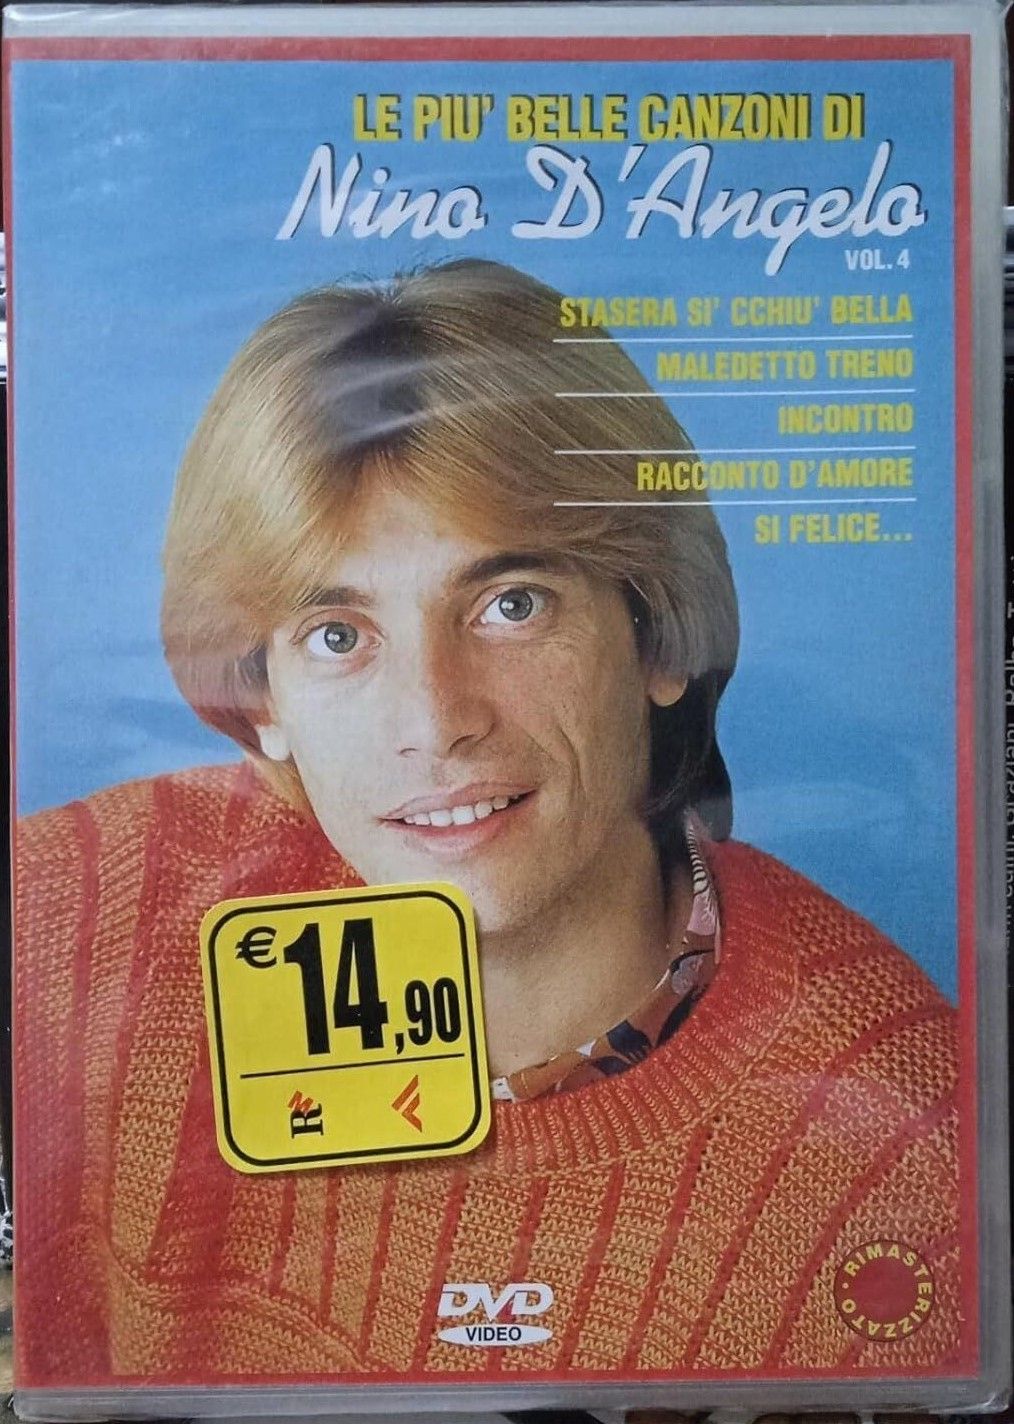 LE PIU' BELLE CANZONI DI
Nino D'Angelo
VOL. 4
STASERA SI' CCHIU' BELLA
MALEDETTO TRENO
INCONTRO
RACCONTO D'AMORE
SI FELICE...
€14,90
RM F
RIMASTERIZZATO
DVD
VIDEO